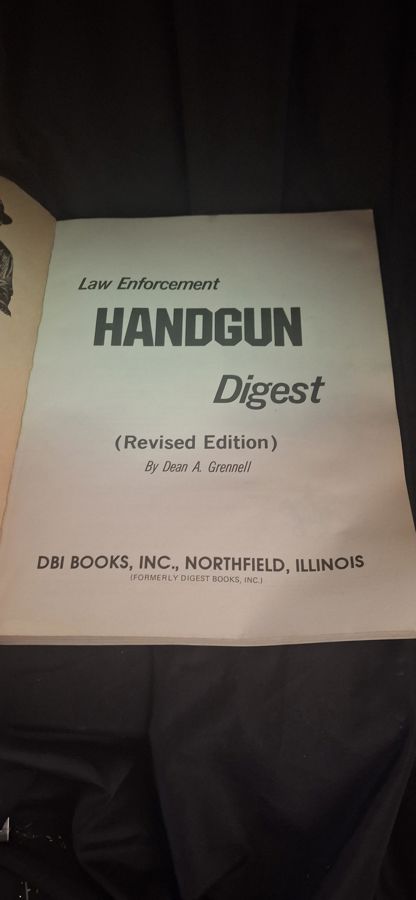 Law Enforcement
HANDGUN
Digest
(Revised Edition)
By Dean A. Grennell
DBI BOOKS, INC., NORTHFIELD, ILLINOIS
(FORMERLY DIGEST BOOKS, INC.)